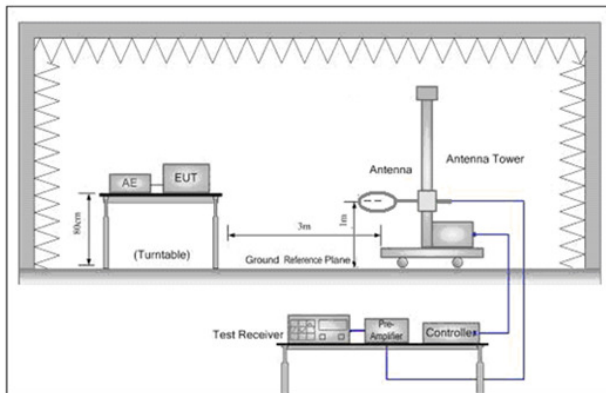 Antenna
Antenna Tower
AE
EUT
80cm
(Turntable)
3m
1m
Ground Reference Plane
Test Receiver
Pre-
Amplifier
Controller